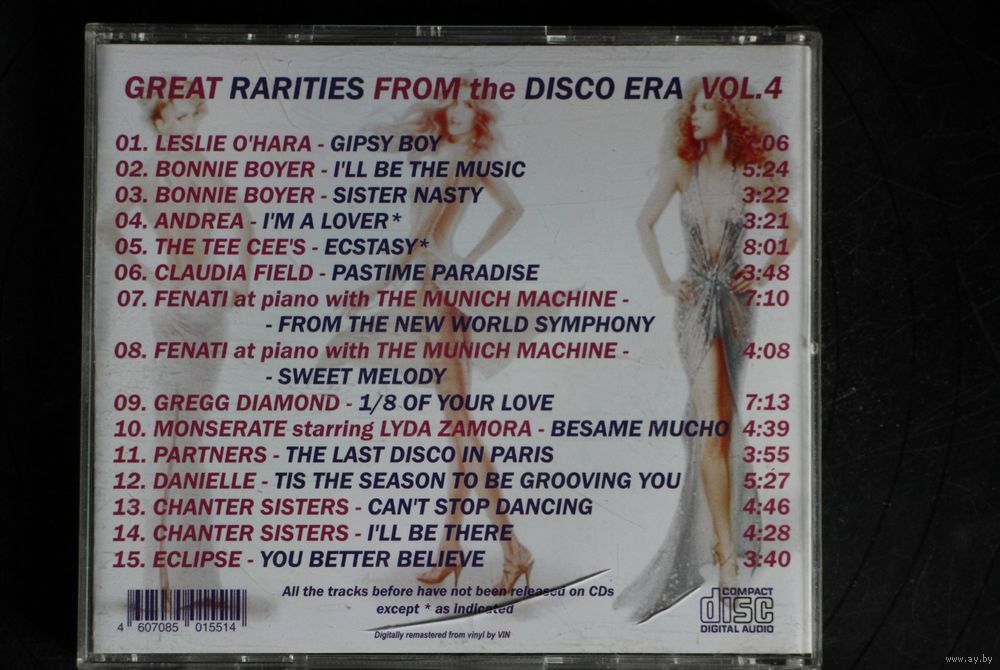 GREAT RARITIES FROM the DISCO ERA VOL.4
01. LESLIE O'HARA - GIPSY BOY :06
02. BONNIE BOYER - I'LL BE THE MUSIC 5:24
03. BONNIE BOYER - SISTER NASTY 3:22
04. ANDREA - I'M A LOVER* 3:21
05. THE TEE CEE'S - ECSTASY* 8:01
06. CLAUDIA FIELD - PASTIME PARADISE 3:48
07. FENATI at piano with THE MUNICH MACHINE - 7:10
- FROM THE NEW WORLD SYMPHONY
08. FENATI at piano with THE MUNICH MACHINE - 4:08
- SWEET MELODY
09. GREGG DIAMOND - 1/8 OF YOUR LOVE 7:13
10. MONSERATE starring LYDA ZAMORA - BESAME MUCHO 4:39
11. PARTNERS - THE LAST DISCO IN PARIS 3:55
12. DANIELLE - TIS THE SEASON TO BE GROOVING YOU 5:27
13. CHANTER SISTERS - CAN'T STOP DANCING 4:46
14. CHANTER SISTERS - I'LL BE THERE 4:28
15. ECLIPSE - YOU BETTER BELIEVE 3:40
All the tracks before have not been released on CDs
except * as indicated
Digitally remastered from vinyl by VIN
4 607085 015514
COMPACT
disc
DIGITAL AUDIO
www.ay.by